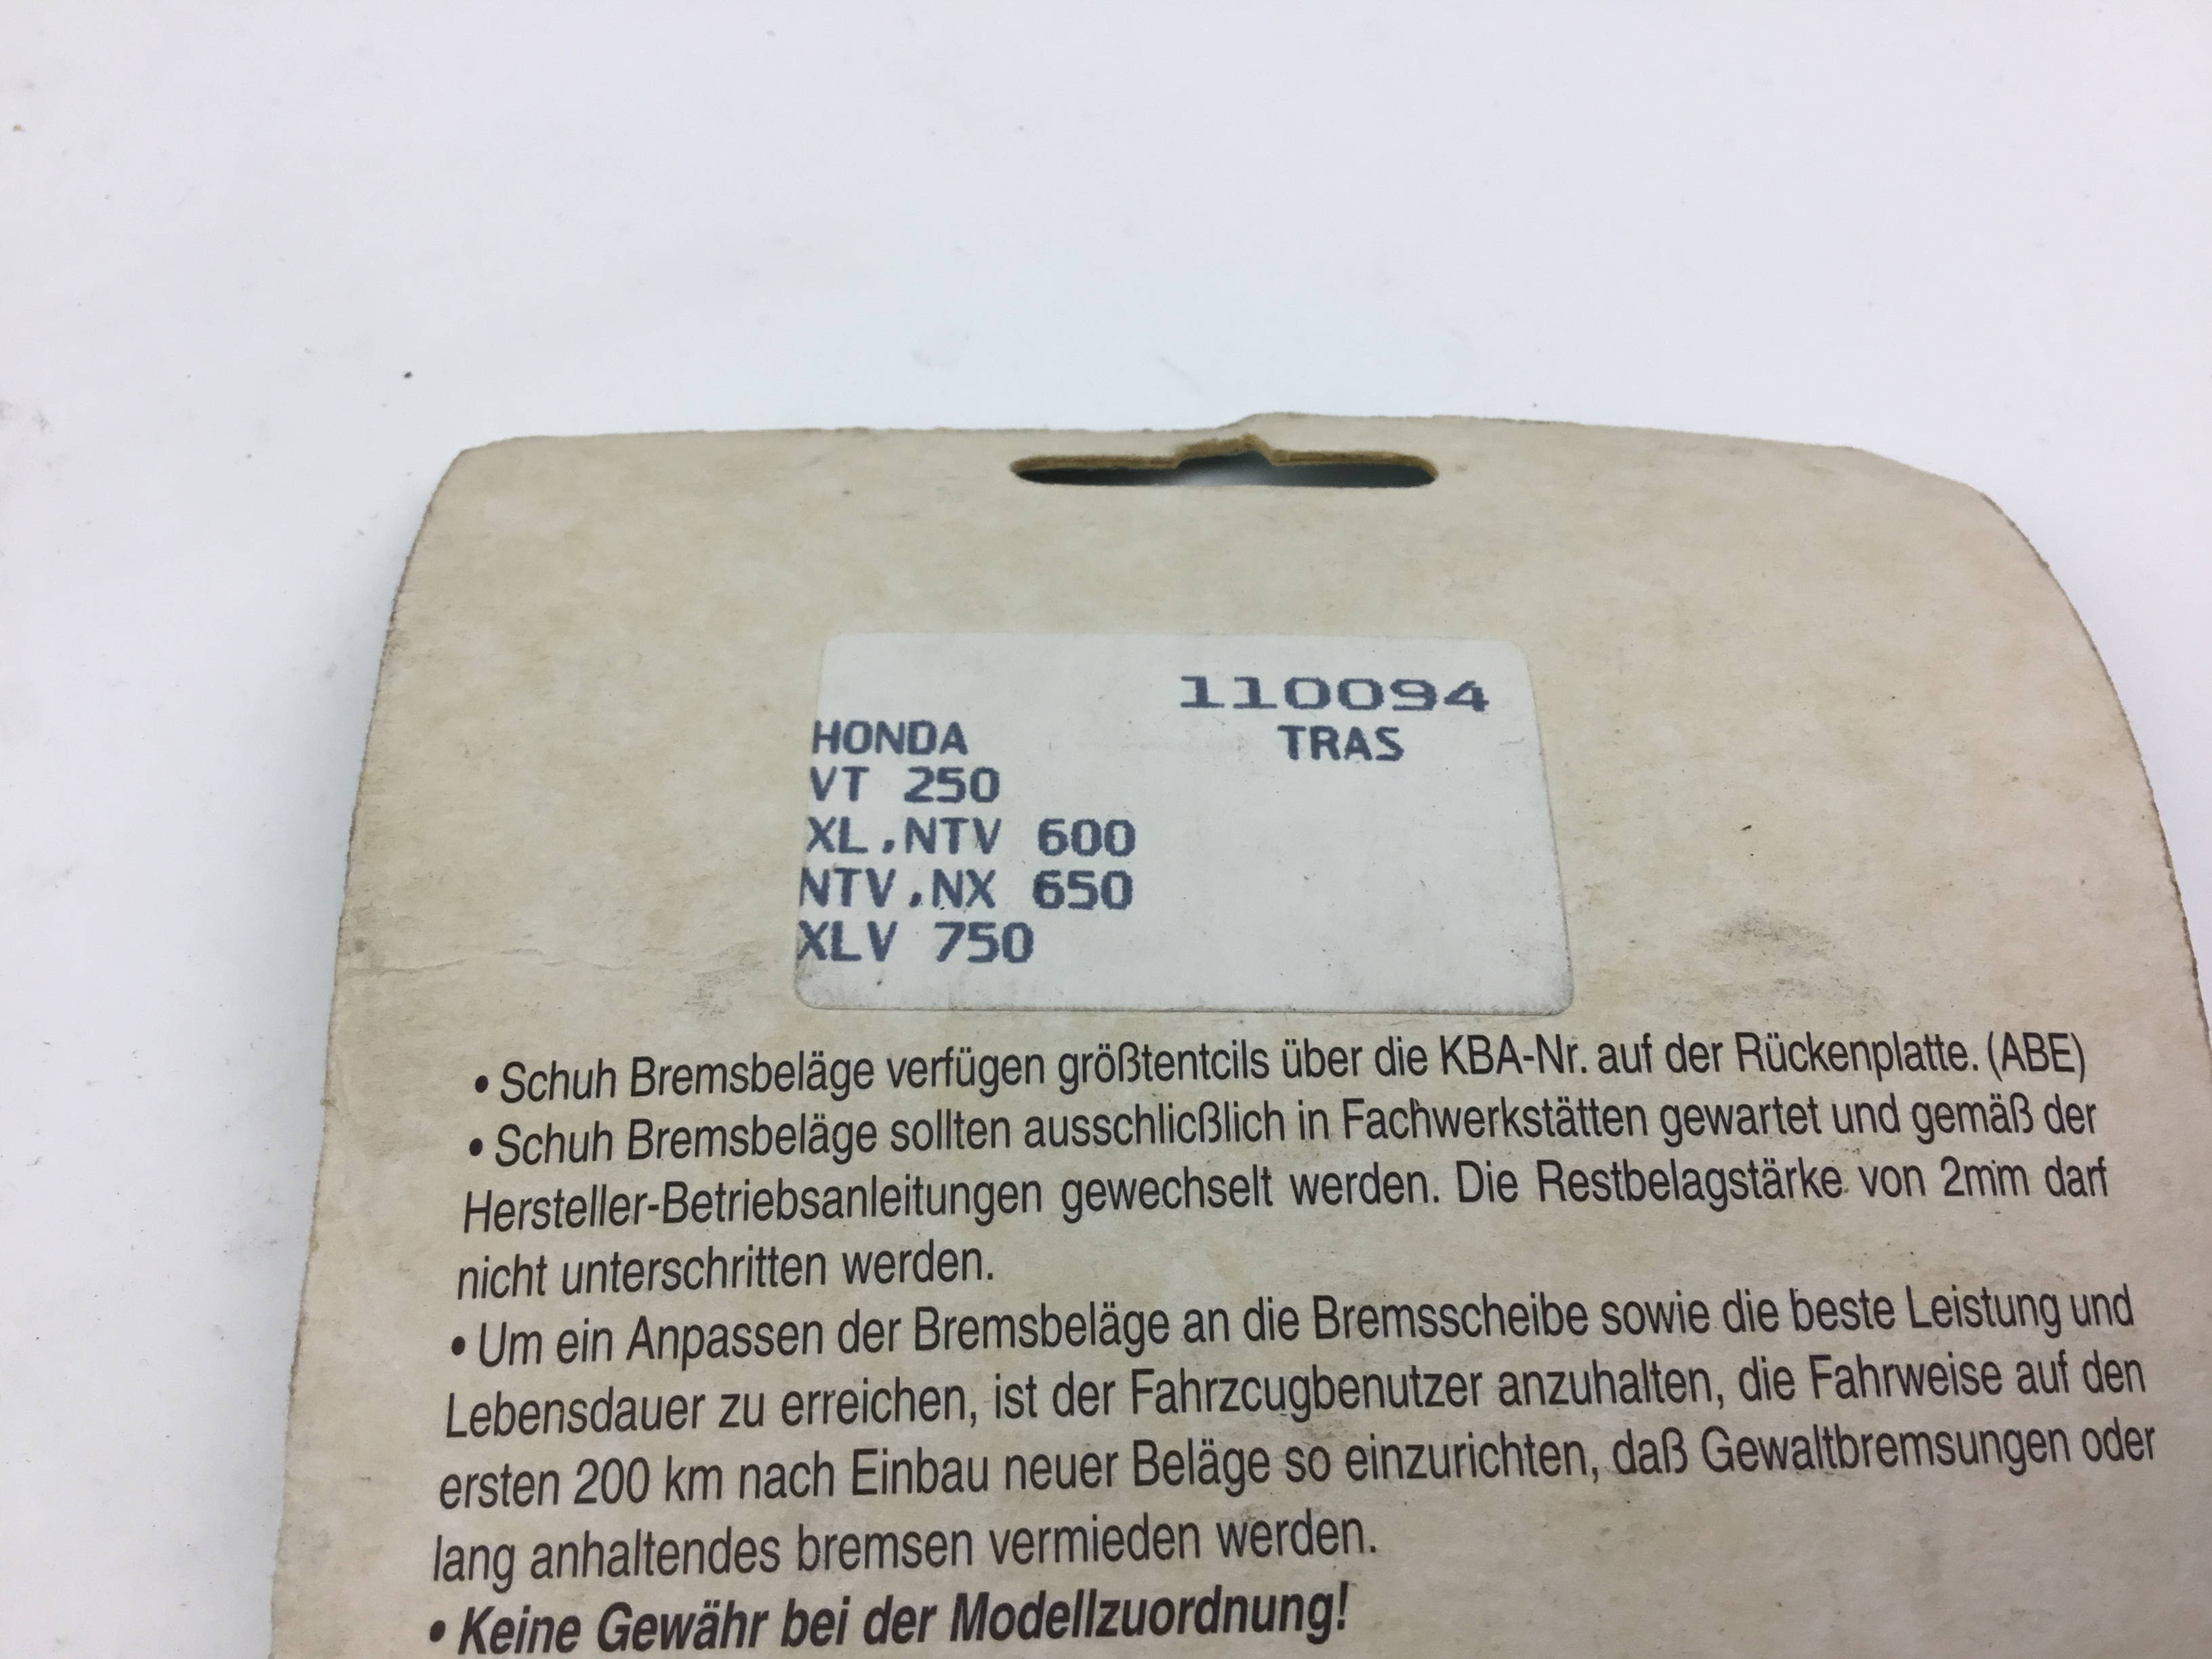 110094
HONDA TRAS
VT 250
XL,NTV 600
NTV,NX 650
XLV 750
• Schuh Bremsbeläge verfügen größtentcils über die KBA-Nr. auf der Rückenplatte. (ABE)
• Schuh Bremsbeläge sollten ausschlicßlich in Fachwerkstätten gewartet und gemäß der
Hersteller-Betriebsanleitungen gewechselt werden. Die Restbelagstärke von 2mm darf
nicht unterschritten werden.
• Um ein Anpassen der Bremsbeläge an die Bremsscheibe sowie die beste Leistung und
Lebensdauer zu erreichen, ist der Fahrzcugbenutzer anzuhalten, die Fahrweise auf den
ersten 200 km nach Einbau neuer Beläge so einzurichten, daß Gewaltbremsungen oder
lang anhaltendes bremsen vermieden werden.
• Keine Gewähr bei der Modellzuordnung!